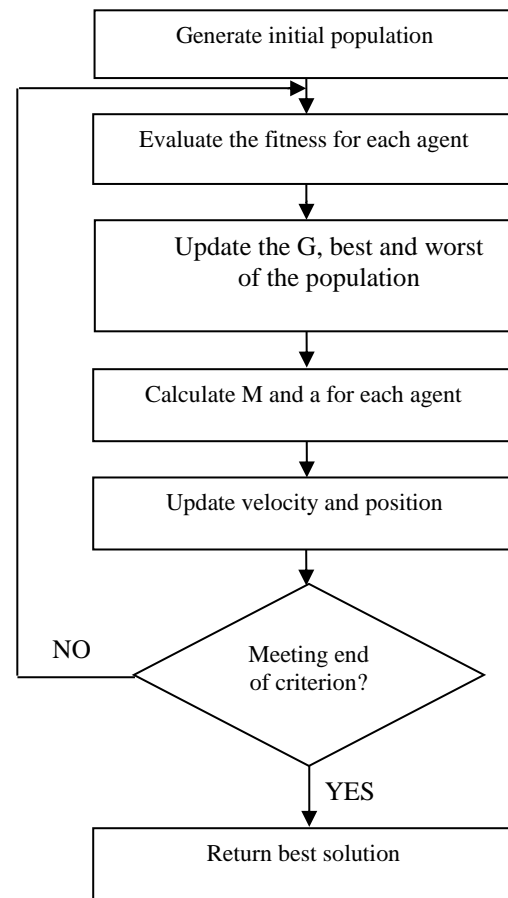 Generate initial population
Evaluate the fitness for each agent
Update the G, best and worst
of the population
Calculate M and a for each agent
Update velocity and position
NO
Meeting end
of criterion?
YES
Return best solution